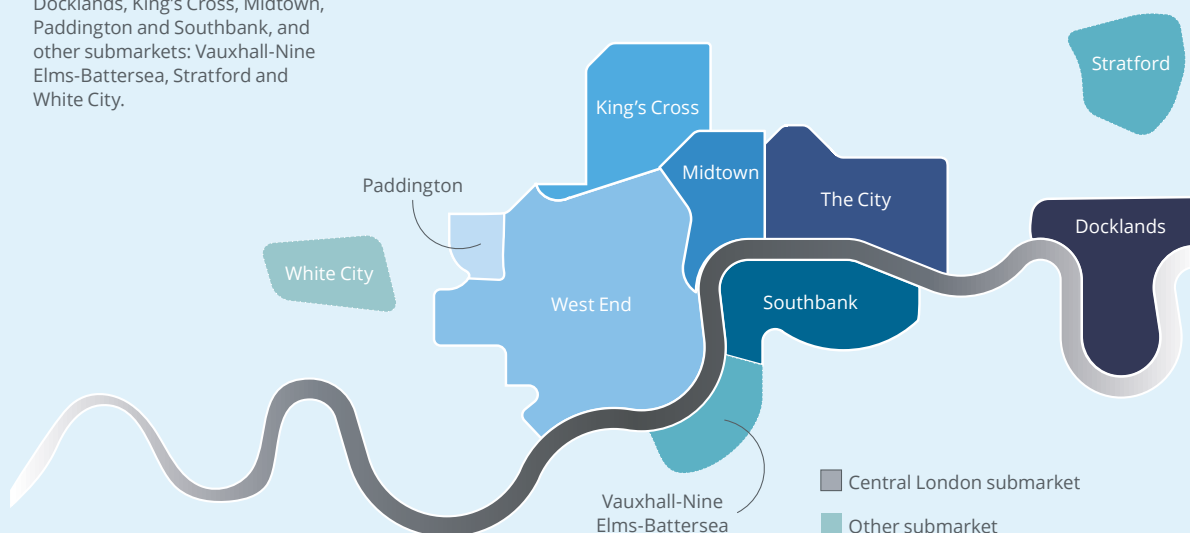 Docklands, King's Cross, Midtown,
Paddington and Southbank, and
other submarkets: Vauxhall-Nine
Elms-Battersea, Stratford and
White City.
Stratford
King's Cross
Midtown
Paddington
The City
Docklands
White City
West End
Southbank
Central London submarket
Vauxhall-Nine
Elms-Battersea
Other submarket